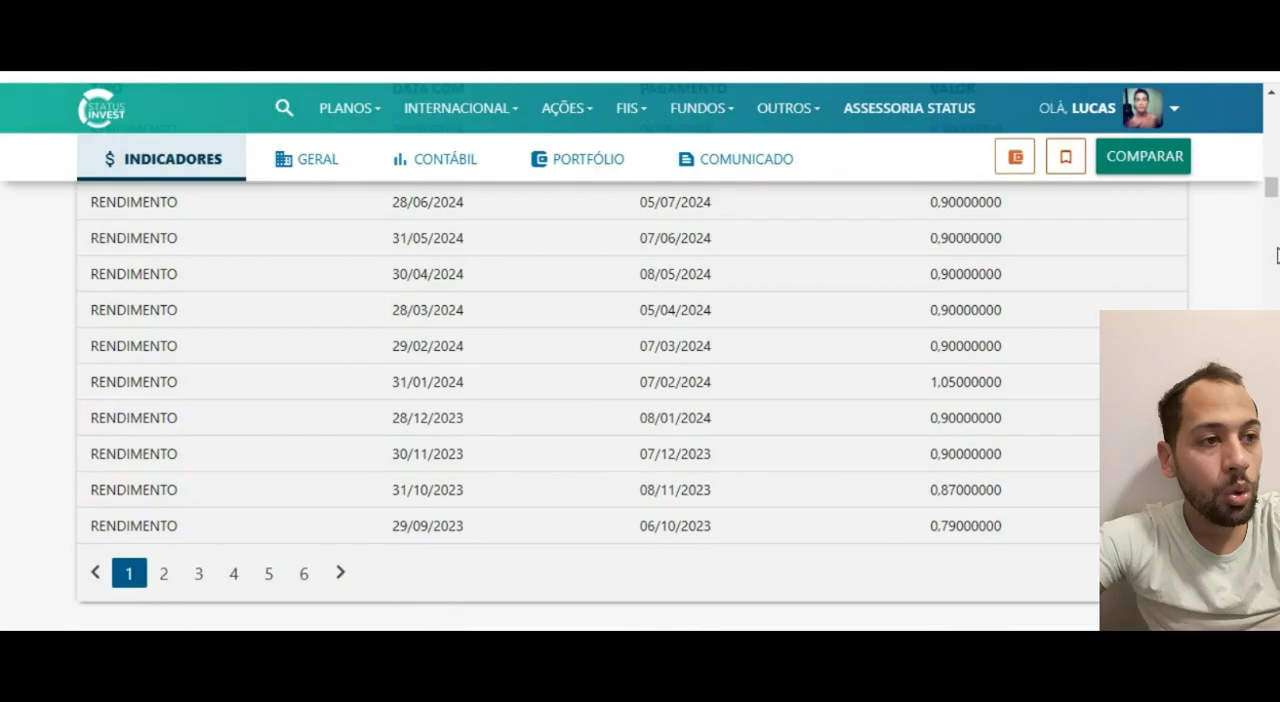 DATA COM PAGAMENTO VALOR
STATUS INVEST PLANOS INTERNACIONAL AÇÕES FIIS FUNDOS OUTROS ASSESSORIA STATUS OLÁ, LUCAS
$ INDICADORES GERAL CONTÁBIL PORTFÓLIO COMUNICADO COMPARAR
RENDIMENTO 28/06/2024 05/07/2024 0,90000000
RENDIMENTO 31/05/2024 07/06/2024 0,90000000
RENDIMENTO 30/04/2024 08/05/2024 0,90000000
RENDIMENTO 28/03/2024 05/04/2024 0,90000000
RENDIMENTO 29/02/2024 07/03/2024 0,90000000
RENDIMENTO 31/01/2024 07/02/2024 1,05000000
RENDIMENTO 28/12/2023 08/01/2024 0,90000000
RENDIMENTO 30/11/2023 07/12/2023 0,90000000
RENDIMENTO 31/10/2023 08/11/2023 0,87000000
RENDIMENTO 29/09/2023 06/10/2023 0,79000000
1 2 3 4 5 6